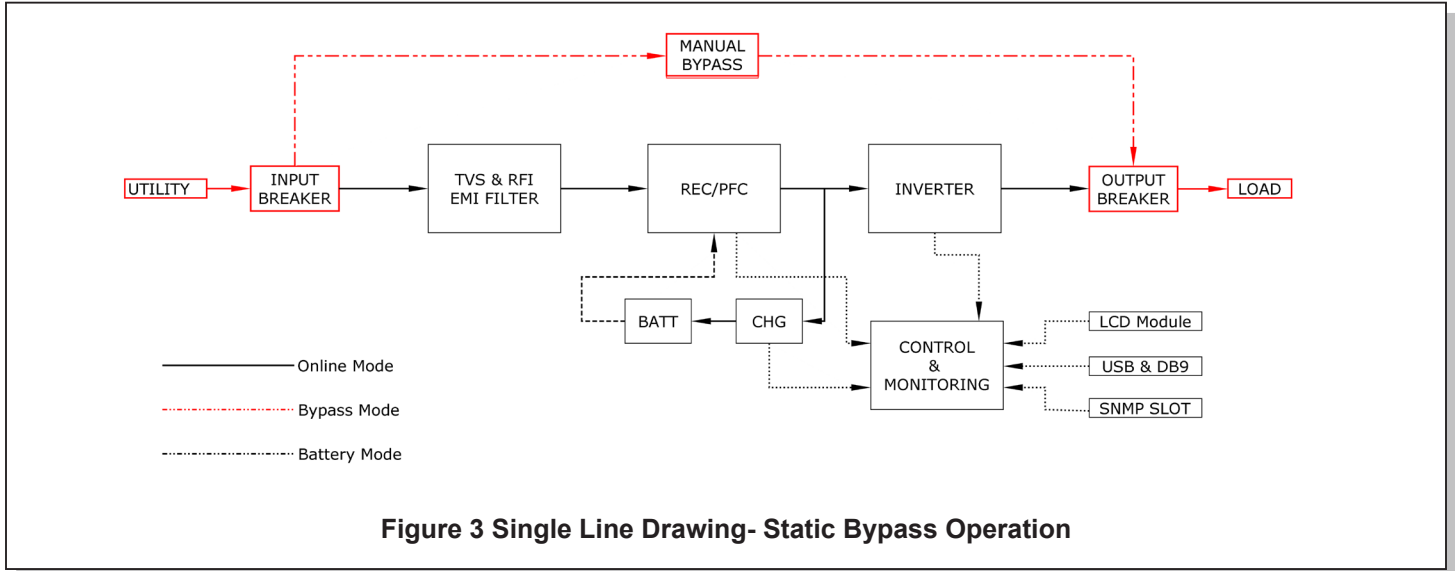 MANUAL
BYPASS
UTILITY
INPUT
BREAKER
TVS & RFI
EMI FILTER
REC/PFC
INVERTER
OUTPUT
BREAKER
LOAD
BATT
CHG
CONTROL
&
MONITORING
LCD Module
USB & DB9
SNMP SLOT
Online Mode
Bypass Mode
Battery Mode
Figure 3 Single Line Drawing- Static Bypass Operation